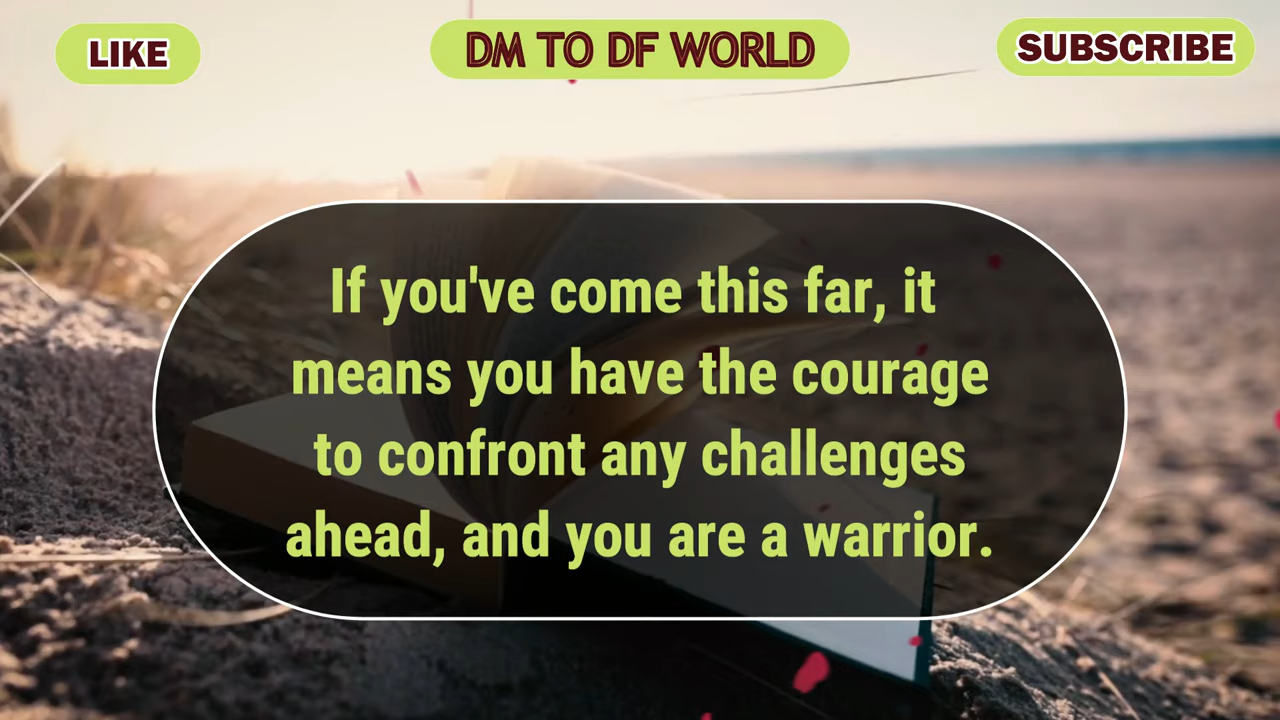 LIKE
DM TO DF WORLD
SUBSCRIBE
If you've come this far, it
means you have the courage
to confront any challenges
ahead, and you are a warrior.